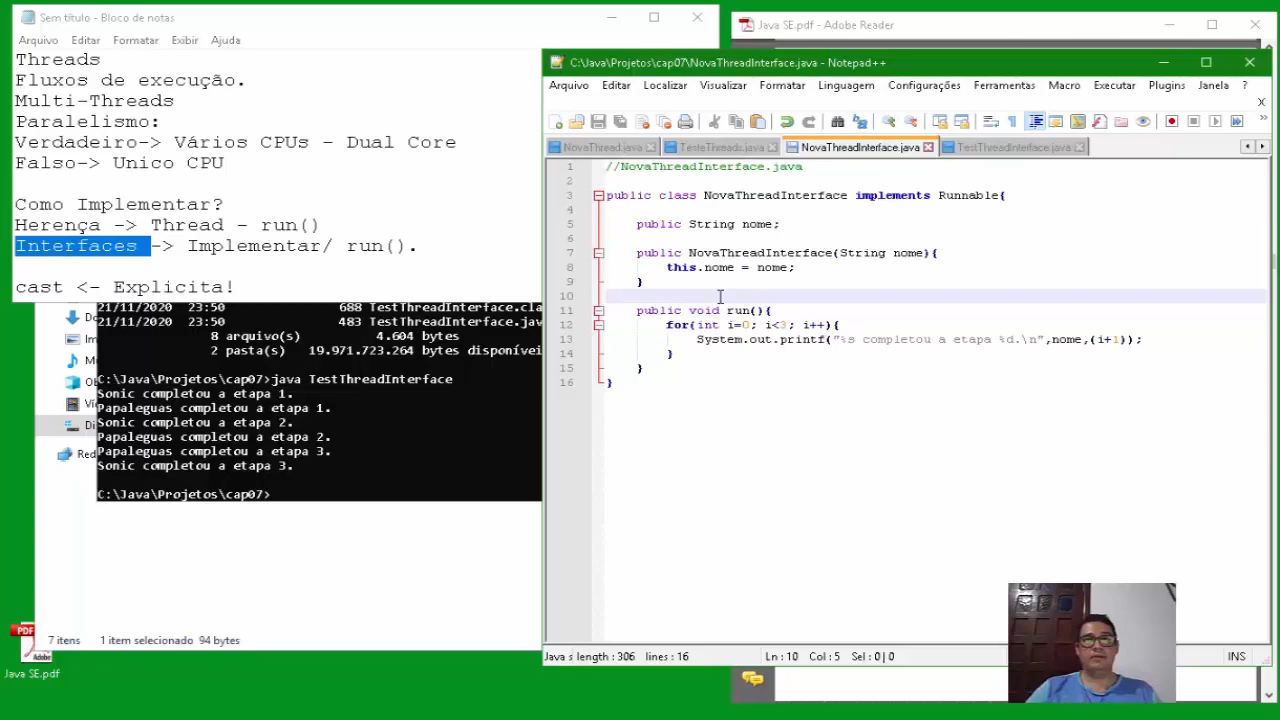 Sem título - Bloco de notas
Arquivo Editar Formatar Exibir Ajuda
Threads
Fluxos de execução.
Multi-Threads
Paralelismo:
Verdadeiro-> Vários CPUs - Dual Core
Falso-> Unico CPU
Como Implementar?
Herença -> Thread - run()
Interfaces -> Implementar/ run().
cast <- Explicita!
21/11/2020 23:50 688 TestThreadInterface.cla
21/11/2020 23:50 483 TestThreadInterface.jav
8 arquivo(s) 4.604 bytes
2 pasta(s) 19.971.723.264 bytes disponíve
C:\Java\Projetos\cap07>java TestThreadInterface
Sonic completou a etapa 1.
Papaleguas completou a etapa 1.
Sonic completou a etapa 2.
Papaleguas completou a etapa 2.
Papaleguas completou a etapa 3.
Sonic completou a etapa 3.
C:\Java\Projetos\cap07>
7 itens 1 item selecionado 94 bytes
PDF
Adobe
Java SE.pdf
Java SE.pdf - Adobe Reader
C:\Java\Projetos\cap07\NovaThreadInterface.java - Notepad++
Arquivo Editar Localizar Visualizar Formatar Linguagem Configurações Ferramentas Macro Executar Plugins Janela ?
X
NovaThread.java TesteThreads.java NovaThreadInterface.java TestThreadInterface.java
1 //NovaThreadInterface.java
2
3 public class NovaThreadInterface implements Runnable{
4
5 public String nome;
6
7 public NovaThreadInterface(String nome){
8 this.nome = nome;
9 }
10
11 public void run(){
12 for(int i=0; i<3; i++){
13 System.out.printf("%s completou a etapa %d.\n",nome,(i+1));
14 }
15 }
16 }
Java s length : 306 lines : 16 Ln : 10 Col : 5 Sel : 0 | 0 INS